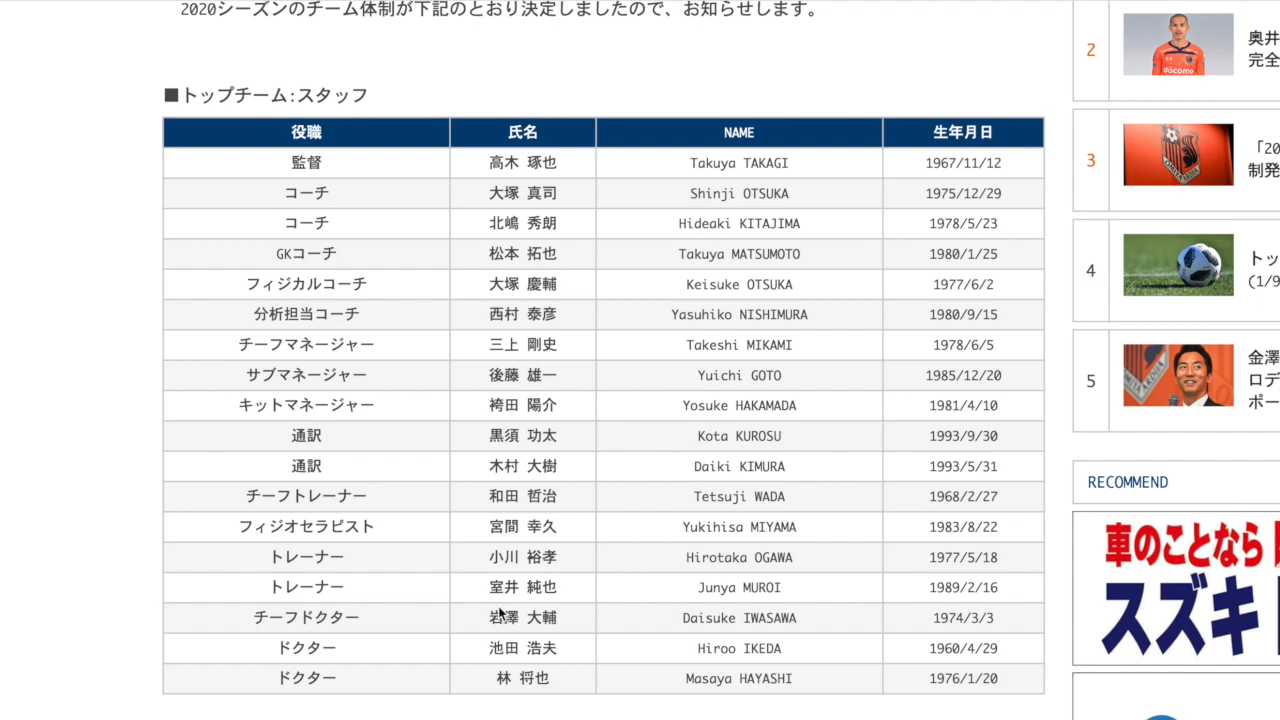 2020シーズンのチーム体制が下記のとおり決定しましたので、お知らせします。
■トップチーム:スタッフ
役職 氏名 NAME 生年月日
監督 高木 琢也 Takuya TAKAGI 1967/11/12
コーチ 大塚 真司 Shinji OTSUKA 1975/12/29
コーチ 北嶋 秀朗 Hideaki KITAJIMA 1978/5/23
GKコーチ 松本 拓也 Takuya MATSUMOTO 1980/1/25
フィジカルコーチ 大塚 慶輔 Keisuke OTSUKA 1977/6/2
分析担当コーチ 西村 泰彦 Yasuhiko NISHIMURA 1980/9/15
チーフマネージャー 三上 剛史 Takeshi MIKAMI 1978/6/5
サブマネージャー 後藤 雄一 Yuichi GOTO 1985/12/20
キットマネージャー 袴田 陽介 Yosuke HAKAMADA 1981/4/10
通訳 黒須 功太 Kota KUROSU 1993/9/30
通訳 木村 大樹 Daiki KIMURA 1993/5/31
チーフトレーナー 和田 哲治 Tetsuji WADA 1968/2/27
フィジオセラピスト 宮間 幸久 Yukihisa MIYAMA 1983/8/22
トレーナー 小川 裕孝 Hirotaka OGAWA 1977/5/18
トレーナー 室井 純也 Junya MUROI 1989/2/16
チーフドクター 岩澤 大輔 Daisuke IWASAWA 1974/3/3
ドクター 池田 浩夫 Hiroo IKEDA 1960/4/29
ドクター 林 将也 Masaya HAYASHI 1976/1/20
2
奥井
完全
docomo
3
「20
制発
4
トッ
(1/9
5
金澤
ロデ
ポー
RECOMMEND
車のことなら
スズキ